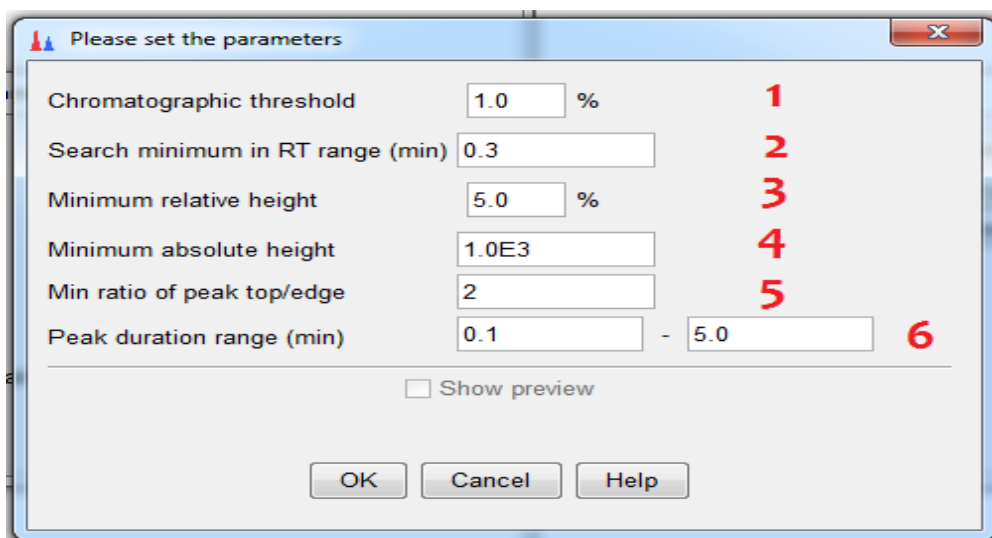 Please set the parameters
Chromatographic threshold 1.0 % 1
Search minimum in RT range (min) 0.3 2
Minimum relative height 5.0 % 3
Minimum absolute height 1.0E3 4
Min ratio of peak top/edge 2 5
Peak duration range (min) 0.1 - 5.0 6
Show preview
OK Cancel Help